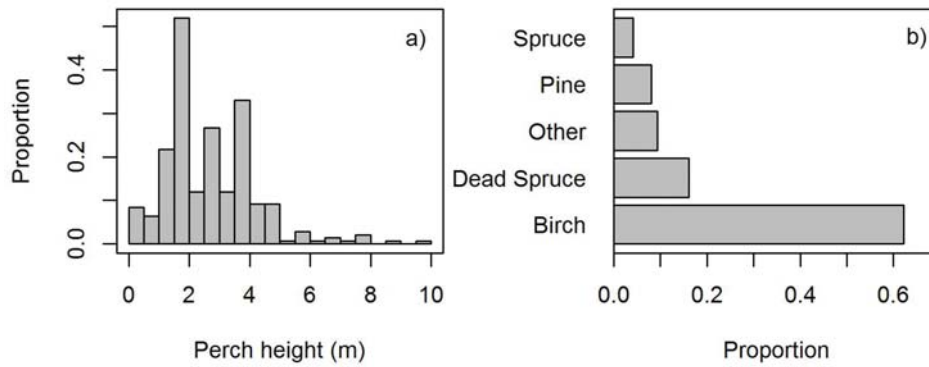 a)
Proportion
0.0
0.2
0.4
0 2 4 6 8 10
Perch height (m)
b)
Spruce
Pine
Other
Dead Spruce
Birch
0.0 0.2 0.4 0.6
Proportion